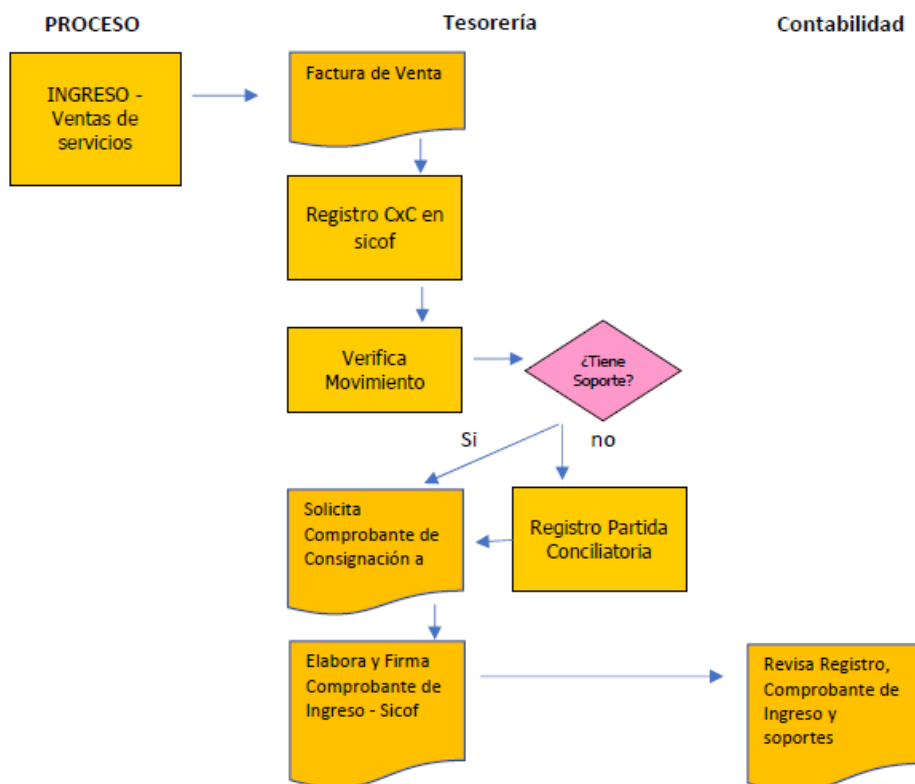 PROCESO
Tesorería
Contabilidad
INGRESO -
Ventas de
servicios
Factura de Venta
Registro CxC en
sicof
Verifica
Movimiento
¿Tiene
Soporte?
Si
no
Solicita
Comprobante de
Consignación a
Registro Partida
Conciliatoria
Elabora y Firma
Comprobante de
Ingreso - Sicof
Revisa Registro,
Comprobante de
Ingreso y
soportes